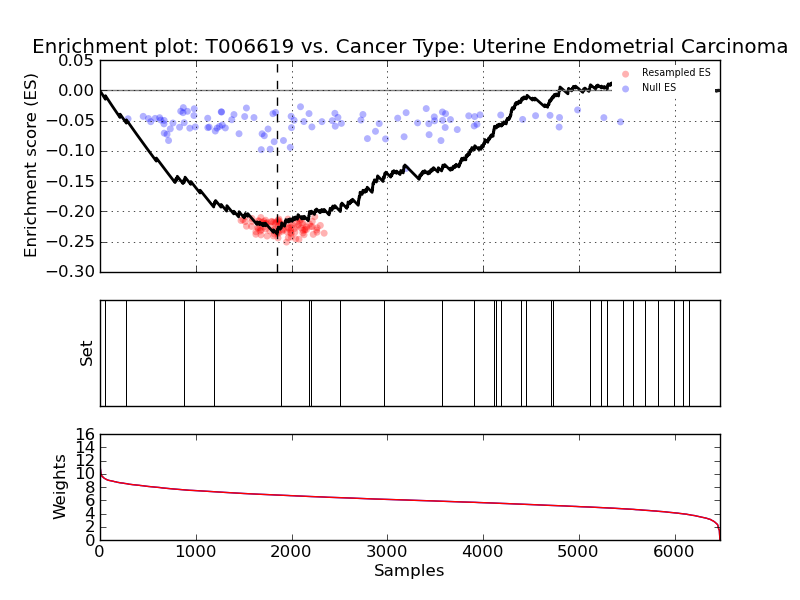 Enrichment plot: T006619 vs. Cancer Type: Uterine Endometrial Carcinoma
Enrichment score (ES)
0.05
0.00
−0.05
−0.10
−0.15
−0.20
−0.25
−0.30
Resampled ES
Null ES
Set
Weights
16
14
12
10
8
6
4
2
0
0 1000 2000 3000 4000 5000 6000
Samples